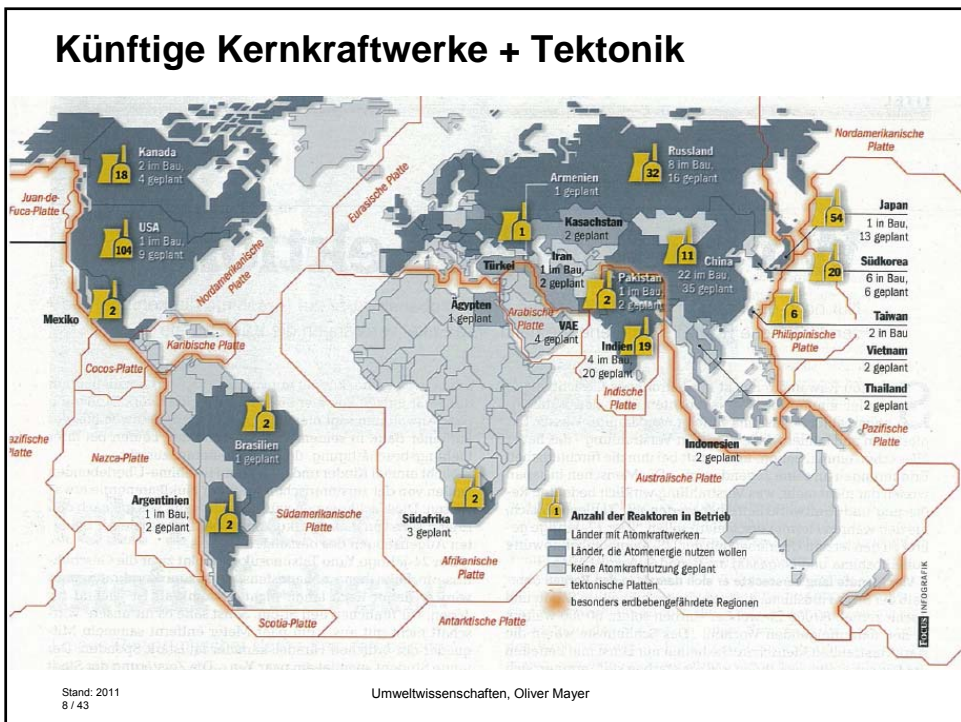 Künftige Kernkraftwerke + Tektonik
Kanada
2 im Bau,
4 geplant
18
Juan-de-
Fuca-Platte
USA
1 im Bau,
9 geplant
104
Nordamerikanische
Platte
Mexiko
2
Karibische Platte
Cocos-Platte
Pazifische
Platte
Nazca-Platte
2
Brasilien
1 geplant
Argentinien
1 im Bau,
2 geplant
2
Südamerikanische
Platte
Scotia-Platte
Eurasische Platte
Armenien
1 geplant
1
Russland
8 im Bau
16 geplant
32
Kasachstan
2 geplant
Türkei
Iran
1 im Bau,
2 geplant
Pakistan
1 im Bau,
2 geplant
2
11
China
22 im Bau,
35 geplant
Ägypten
1 geplant
Arabische
Platte
VAE
4 geplant
Indien
4 im Bau,
20 geplant
19
Indische
Platte
Südafrika
3 geplant
2
Afrikanische
Platte
Antarktische Platte
Nordamerikanische
Platte
54
Japan
1 in Bau,
13 geplant
20
Südkorea
6 in Bau,
6 geplant
6
Taiwan
2 in Bau
Philippinische
Platte
Vietnam
2 geplant
Thailand
2 geplant
Indonesien
2 geplant
Pazifische
Platte
Australische Platte
1
Anzahl der Reaktoren in Betrieb
Länder mit Atomkraftwerken
Länder, die Atomenergie nutzen wollen
keine Atomkraftnutzung geplant
tektonische Platten
besonders erdbebengefährdete Regionen
FOCUS INFOGRAFIK
Stand: 2011
8 / 43
Umweltwissenschaften, Oliver Mayer